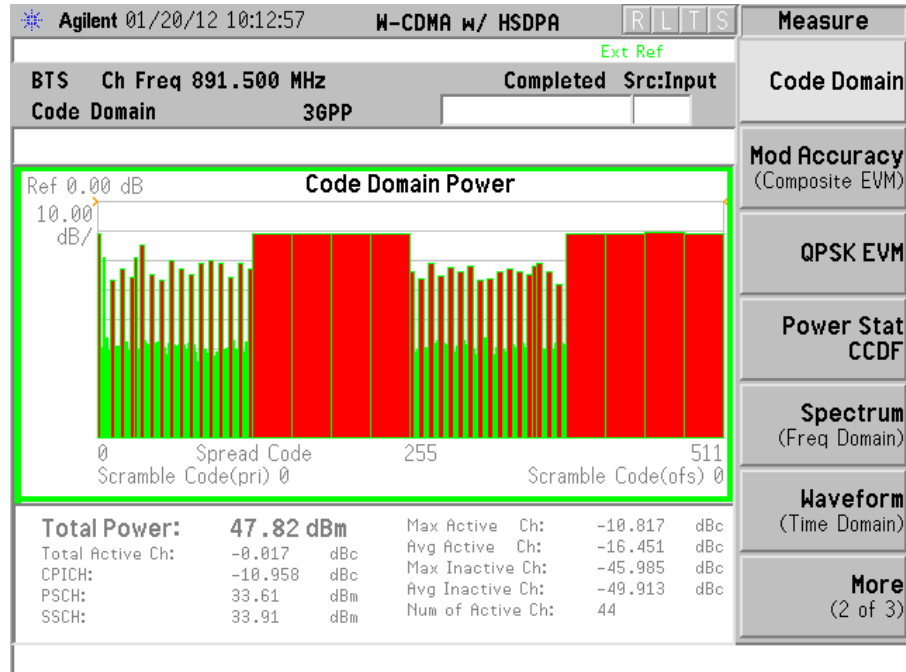 Agilent 01/20/12 10:12:57 W-CDMA w/ HSDPA R L T S Measure
Ext Ref
BTS Ch Freq 891.500 MHz Completed Src:Input
Code Domain 3GPP
Code Domain
Mod Accuracy
(Composite EVM)
QPSK EVM
Power Stat
CCDF
Spectrum
(Freq Domain)
Waveform
(Time Domain)
More
(2 of 3)
Ref 0.00 dB Code Domain Power
10.00
dB/
0 Spread Code 255 511
Scramble Code(pri) 0 Scramble Code(ofs) 0
Total Power: 47.82 dBm
Total Active Ch: -0.017 dBc
CPICH: -10.958 dBc
PSCH: 33.61 dBm
SSCH: 33.91 dBm
Max Active Ch: -10.817 dBc
Avg Active Ch: -16.451 dBc
Max Inactive Ch: -45.985 dBc
Avg Inactive Ch: -49.913 dBc
Num of Active Ch: 44